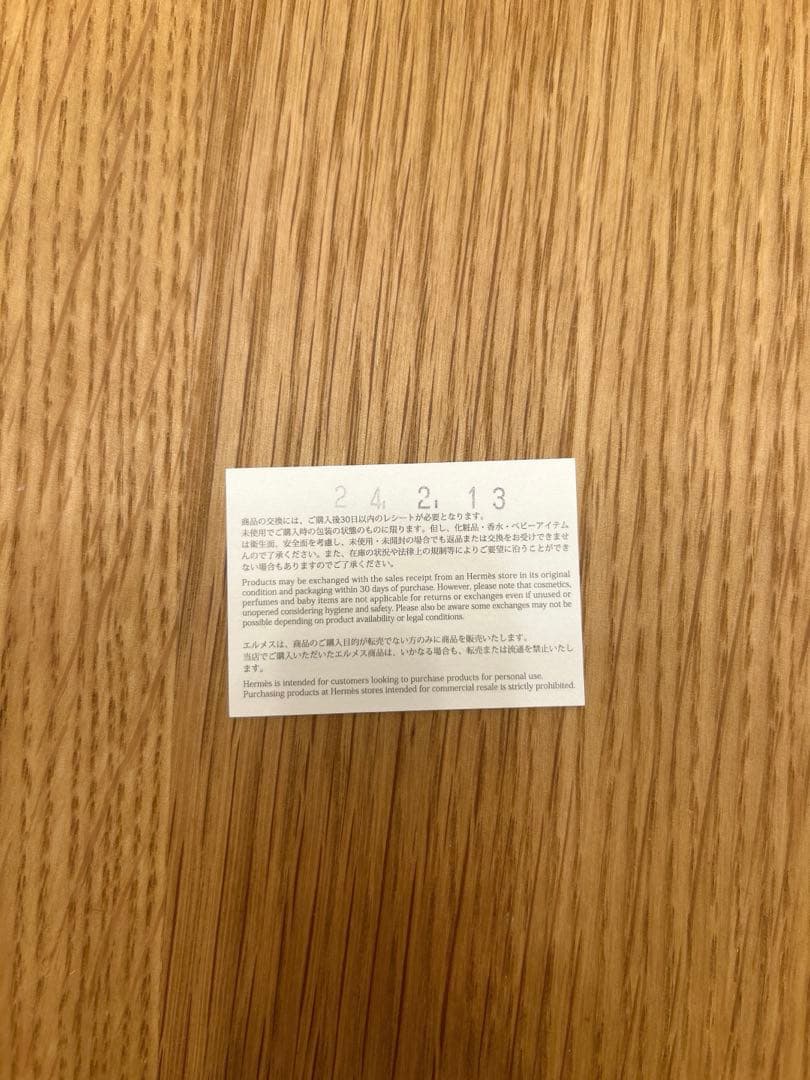 24. 2. 13
商品の交換には、ご購入後30日以内のレシートが必要となります。
未使用でご購入時の包装の状態のものに限ります。但し、化粧品・香水・ベビーアイテム
は衛生面、安全面を考慮し、未使用・未開封の場合でも返品または交換をお受けできませ
んので了承ください。また、在庫の状況や法律上の規制等によりご要望に沿うことができ
ない場合もありますのでご了承ください。
Products may be exchanged with the sales receipt from an Hermès store in its original
condition and packaging within 30 days of purchase. However, please note that cosmetics,
perfumes and baby items are not applicable for returns or exchanges even if unused or
unopened considering hygiene and safety. Please also be aware some exchanges may not be
possible depending on product availability or legal conditions.
エルメスは、商品のご購入目的が転売でない方のみに商品を販売いたします。
当店でご購入いただいたエルメス商品は、いかなる場合も、転売または流通を禁止いたし
ます。
Hermès is intended for customers looking to purchase products for personal use.
Purchasing products at Hermès stores intended for commercial resale is strictly prohibited.